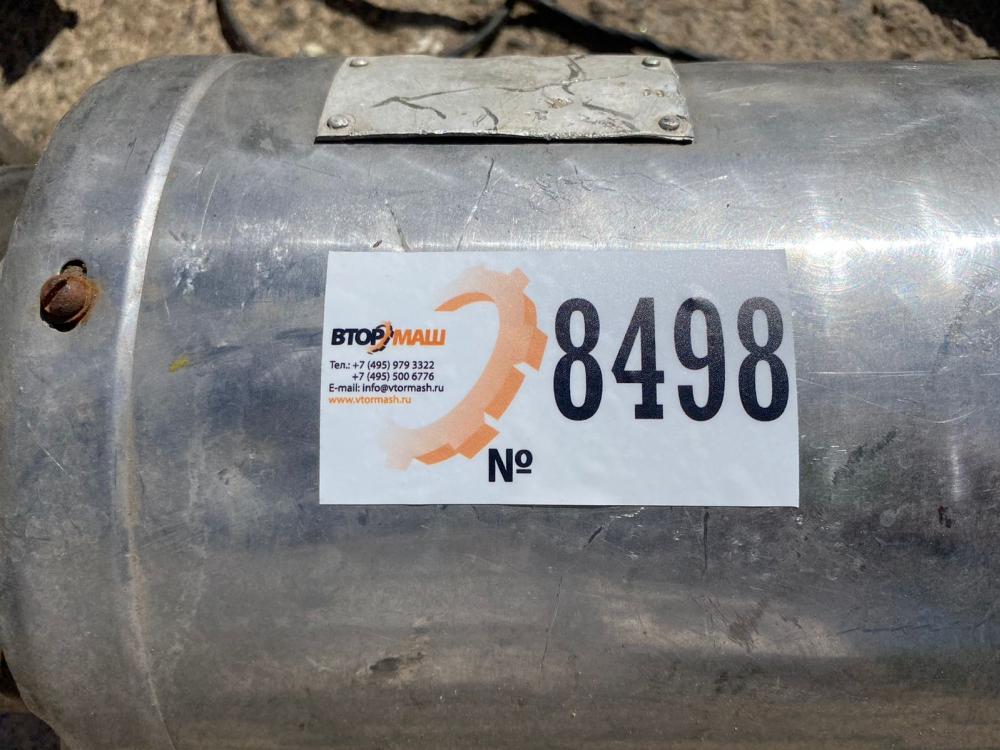 ВТОРМАШ
Тел.: +7 (495) 979 3322
+7 (495) 500 6776
E-mail: info@vtormash.ru
www.vtormash.ru
8498
№